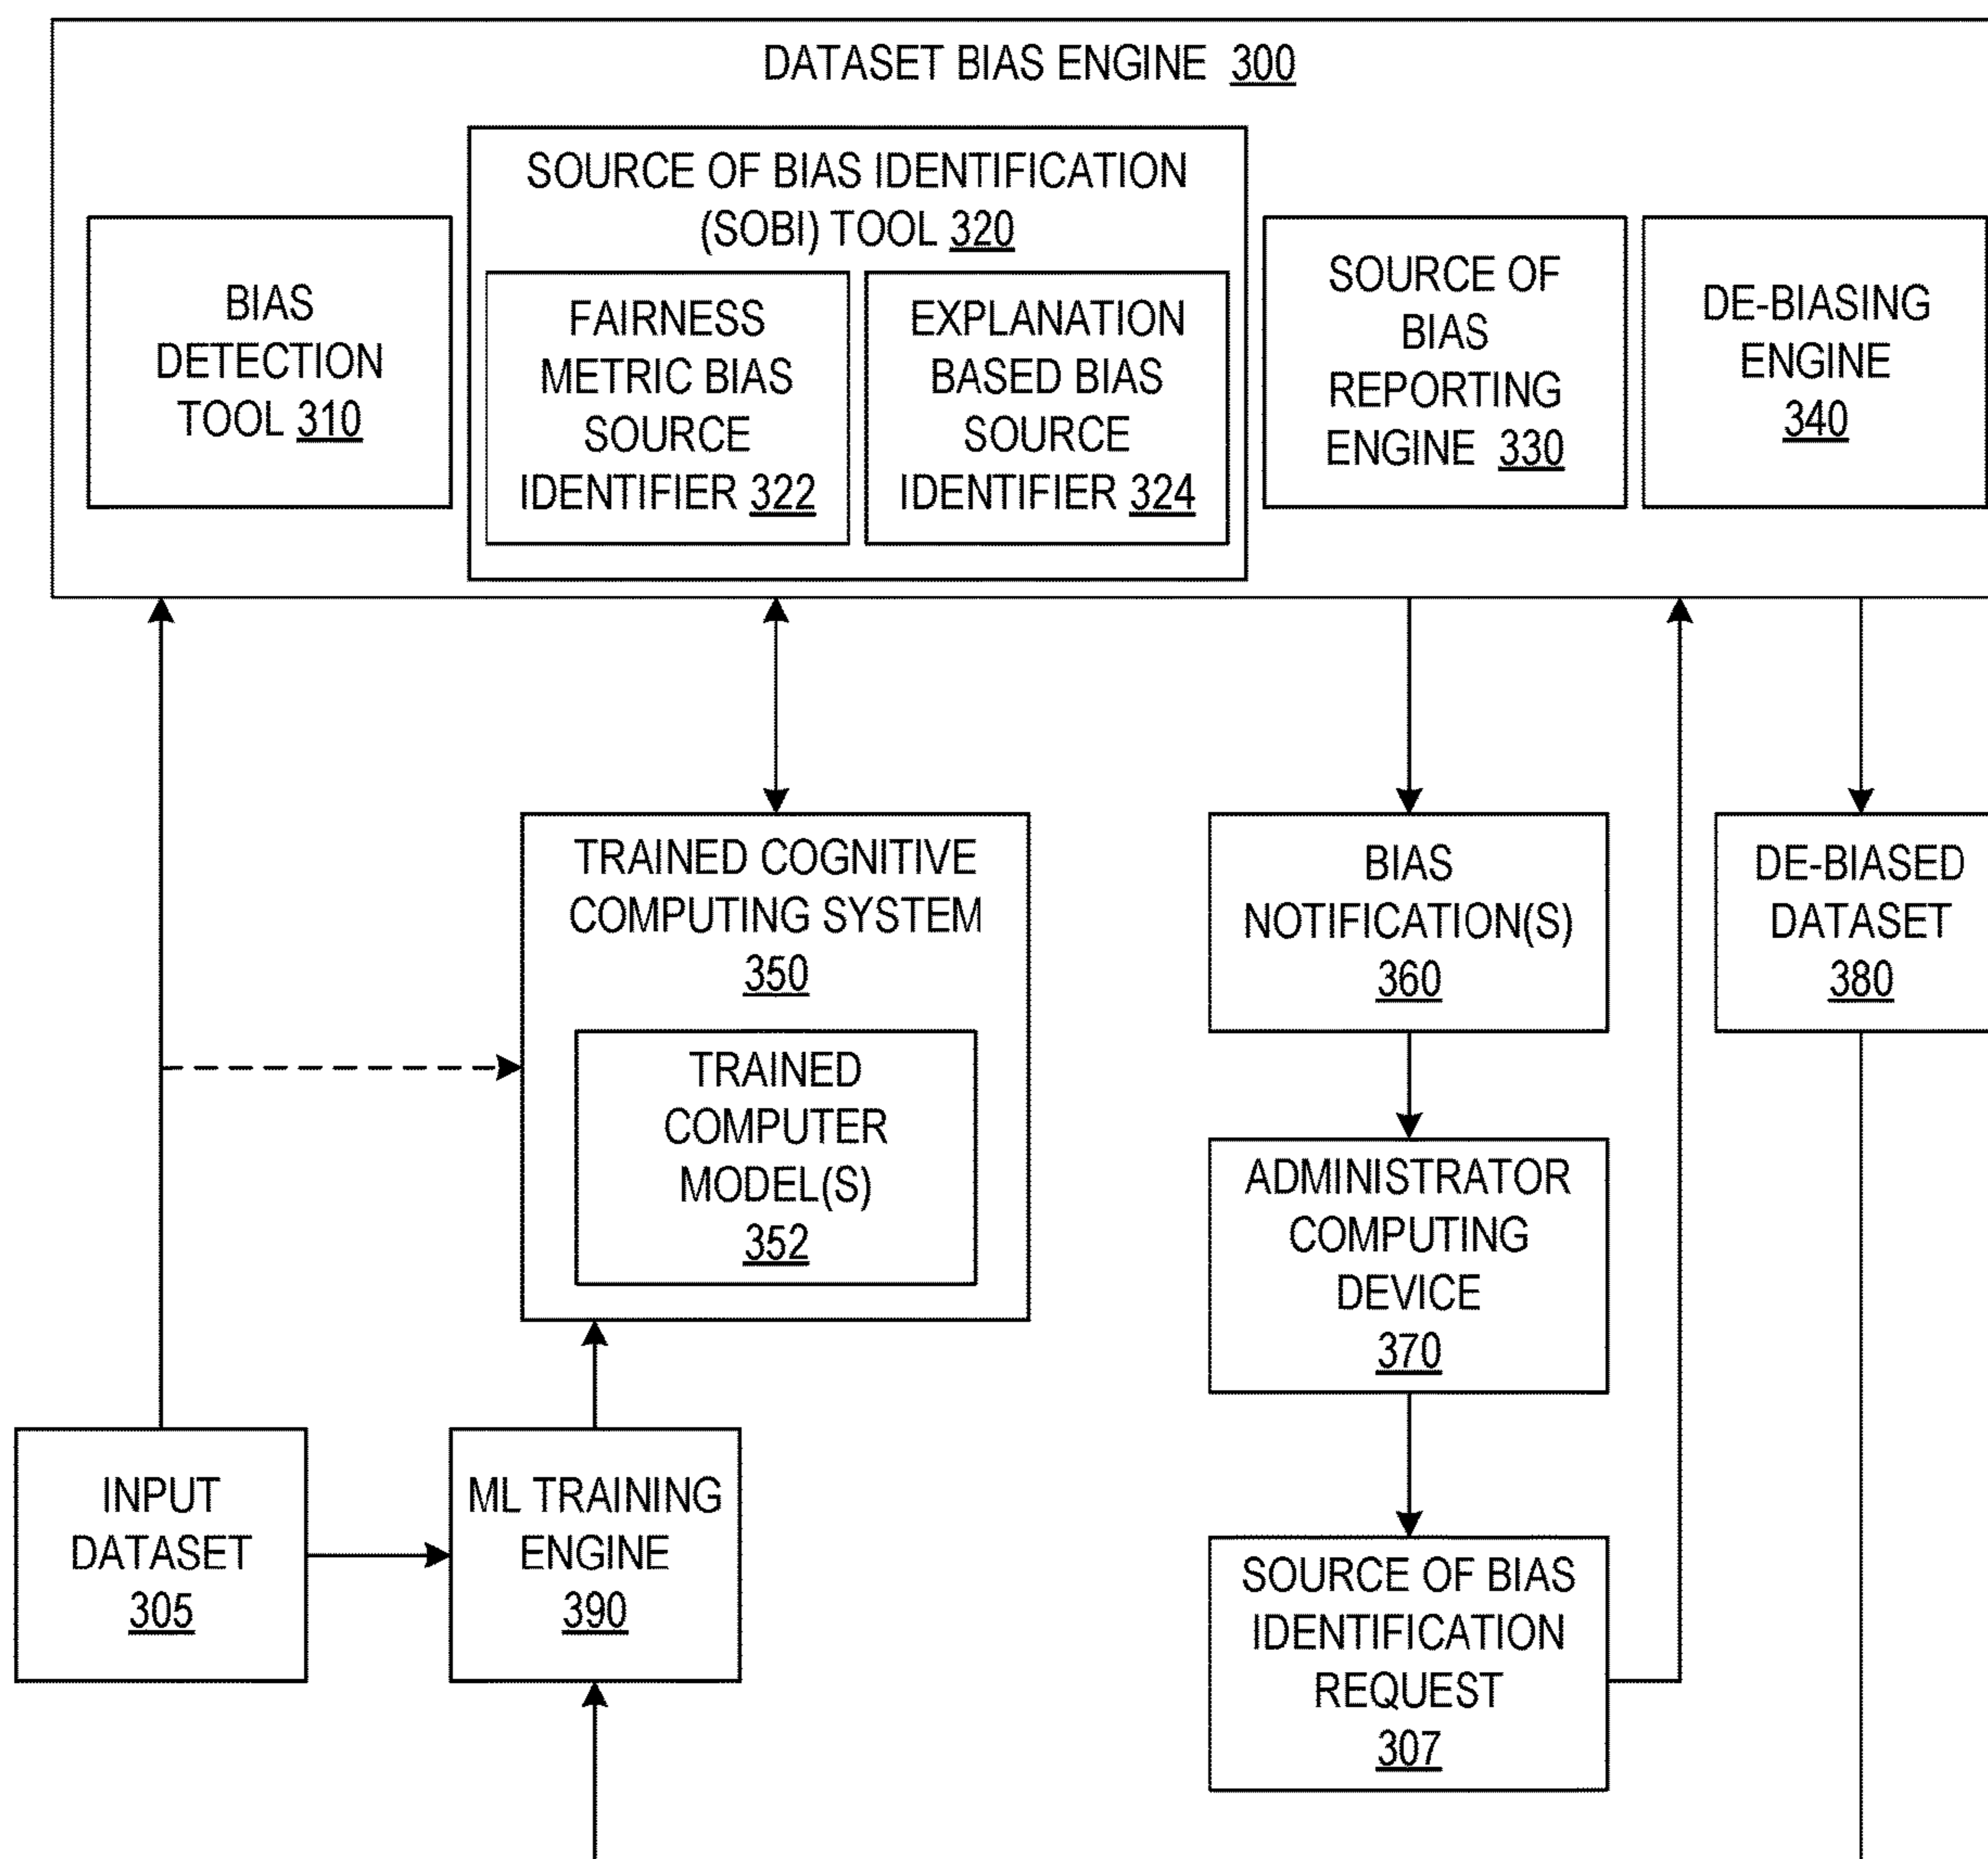 DATASET BIAS ENGINE 300
SOURCE OF BIAS IDENTIFICATION
(SOBI) TOOL 320
BIAS
DETECTION
TOOL 310
FAIRNESS
METRIC BIAS
SOURCE
IDENTIFIER 322
EXPLANATION
BASED BIAS
SOURCE
IDENTIFIER 324
SOURCE OF
BIAS
REPORTING
ENGINE 330
DE-BIASING
ENGINE
340
TRAINED COGNITIVE
COMPUTING SYSTEM
350
TRAINED
COMPUTER
MODEL(S)
352
BIAS
NOTIFICATION(S)
360
DE-BIASED
DATASET
380
ADMINISTRATOR
COMPUTING
DEVICE
370
INPUT
DATASET
305
ML TRAINING
ENGINE
390
SOURCE OF BIAS
IDENTIFICATION
REQUEST
307